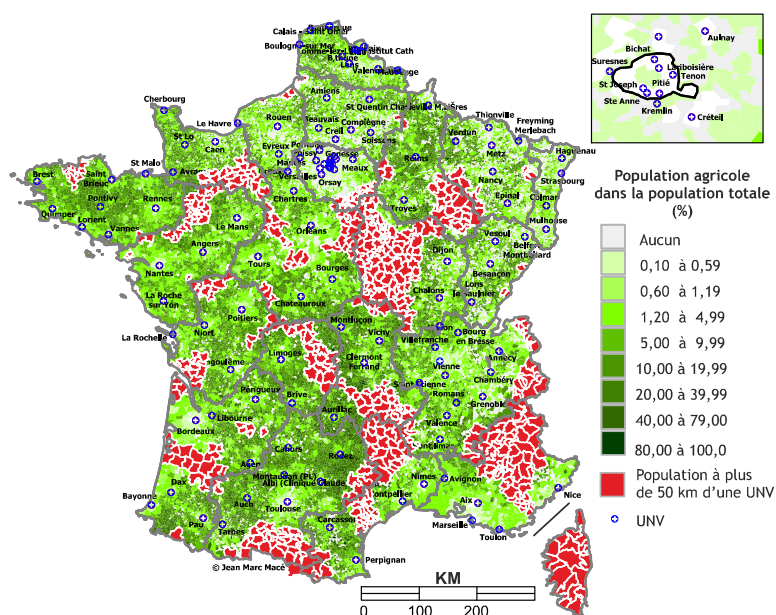 Calais - Saint Omer
Boulogne-sur-Mer
Institut Cath
Béthune
Lens
Amiens
Cherbourg
St Quentin
Le Havre
Rouen
Beauvais
Compiègne
Creil
Soissons
Thionville
Freyming
Merlebach
St Lo
Caen
Verdun
Metz
Haguenau
Evreux
Reims
Meaux
Nancy
Strasbourg
St Malo
Versailles
Orsay
Brest
Saint
Brieuc
Chartres
Epinal
Colmar
Pontivy
Rennes
Troyes
Mulhouse
Quimper
Lorient
Le Mans
Orléans
Vesoul
Vannes
Belfort
Montbéliard
Angers
Dijon
Tours
Bourges
Besançon
Nantes
Chalons
Lons
le Saunier
La Roche
sur Yon
Chateauroux
Poitiers
Montluçon
Niort
Vichy
Bourg
en Bresse
La Rochelle
Villefranche
Limoges
Annecy
Clermont
Ferrand
Vienne
Chambéry
Périgueux
Brive
Romans
Grenoble
Libourne
Aurillac
Valence
Bordeaux
Cahors
Rodez
Agen
Dax
Montauban (Pl.)
Albi (Clinique Claude
Nimes
Avignon
Bayonne
Auch
Toulouse
Aix
Nice
Pau
Tarbes
Marseille
Toulon
Perpignan
© Jean Marc Macé
KM
0 100 200
Aulnay
Bichat
Lariboisière
Suresnes
Tenon
Pitié
St Joseph
Ste Anne
Kremlin
Créteil
Population agricole
dans la population totale
(%)
Aucun
0,10 à 0,59
0,60 à 1,19
1,20 à 4,99
5,00 à 9,99
10,00 à 19,99
20,00 à 39,99
40,00 à 79,00
80,00 à 100,0
Population à plus
de 50 km d'une UNV
UNV